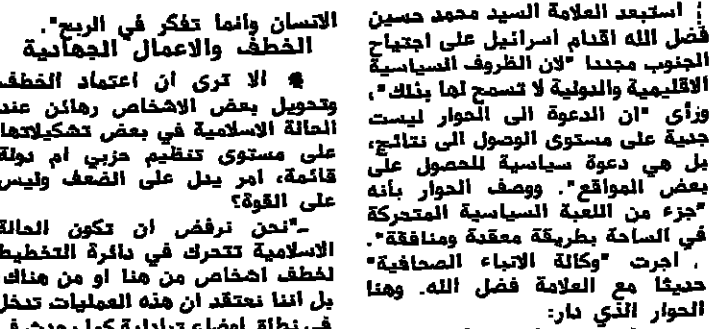 استبعد العلامة السيد محمد حسين
فضل الله اقدام اسرائيل على اجتياح
الجنوب مجددا "لان الظروف السياسية
الاقليمية والدولية لا تسمح لها بذلك"،
ورأى "ان الدعوة الى الحوار ليست
جدية على مستوى الوصول الى نتائج،
بل هي دعوة سياسية للحصول على
بعض المواقع". ووصف الحوار بأنه
"جزء من اللعبة السياسية المتحركة
في الساحة بطريقة معقدة ومنافقة".
، اجرت "وكالة الانباء الصحافية"
حديثا مع العلامة فضل الله. وهنا
الحوار الذي دار:
الانسان وانما تفكر في الربح".
الخطف والاعمال الجهادية
• الا ترى ان اعتماد الخطف
وتحويل بعض الاشخاص رهائن عند
الحالة الاسلامية في بعض تشكيلاتها
على مستوى تنظيم حزبي ام دولة
قائمة، امر يدل على الضعف وليس
على القوة؟
ـ"نحن نرفض ان تكون الحالة
الاسلامية تتحرك في دائرة التخطيط
لخطف اشخاص من هنا او من هناك
بل اننا نعتقد ان هذه العمليات تدخل
في نطاق اوضاع تبادلية كما يحدث في